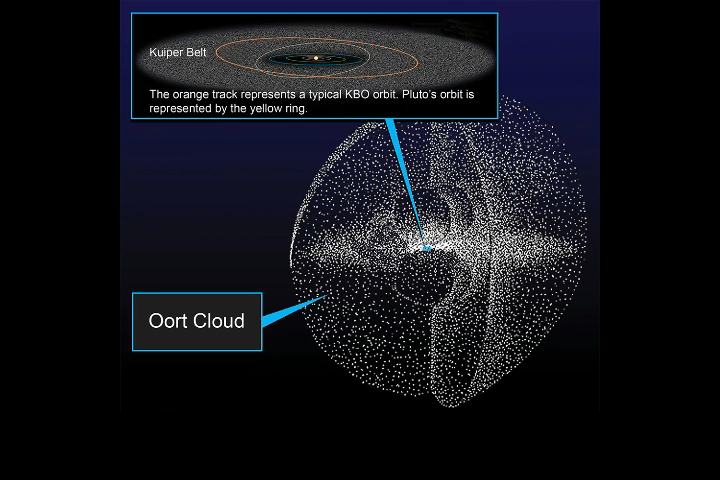 Kuiper Belt
The orange track represents a typical KBO orbit. Pluto's orbit is
represented by the yellow ring.
Oort Cloud